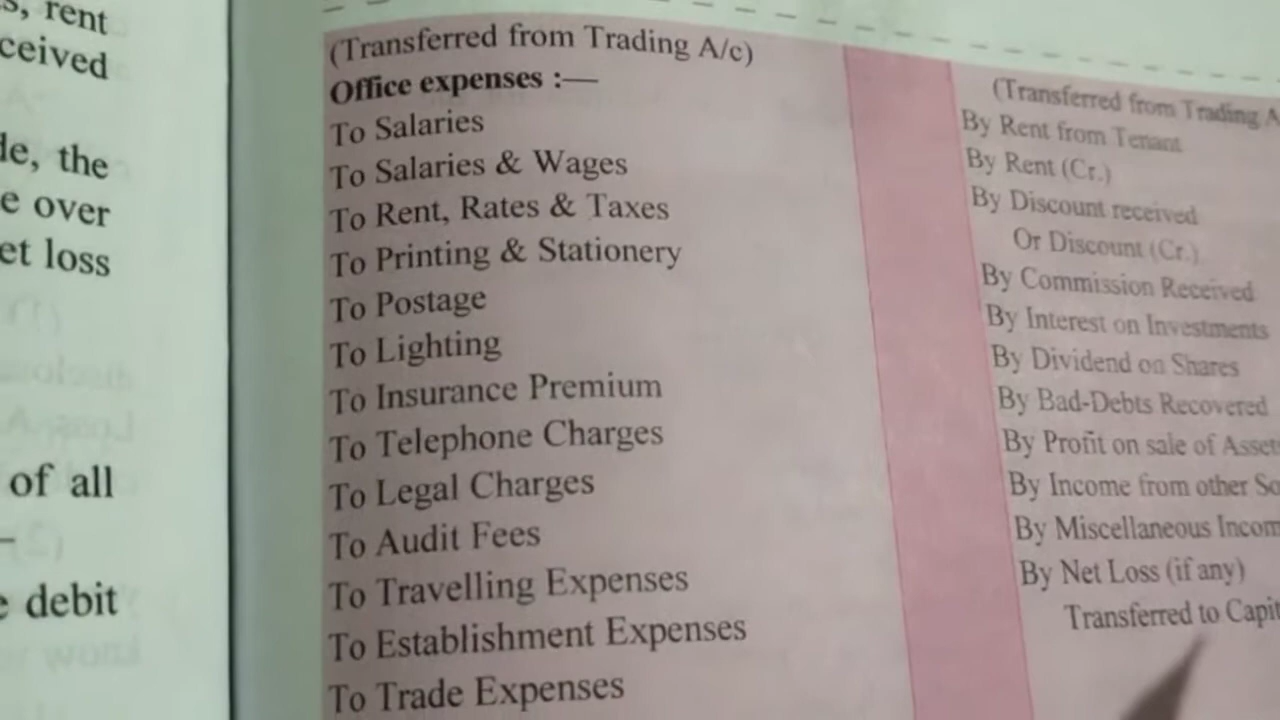 rent
ceived
the
e over
et loss
of all
debit
(Transferred from Trading A/c)
Office expenses :—
To Salaries
To Salaries & Wages
To Rent, Rates & Taxes
To Printing & Stationery
To Postage
To Lighting
To Insurance Premium
To Telephone Charges
To Legal Charges
To Audit Fees
To Travelling Expenses
To Establishment Expenses
To Trade Expenses
(Transferred from Trading A
By Rent from Tenant
By Rent (Cr.)
By Discount received
Or Discount (Cr.)
By Commission Received
By Interest on Investments
By Dividend on Shares
By Bad-Debts Recovered
By Profit on sale of Asset
By Income from other So
By Miscellaneous Incom
By Net Loss (if any)
Transferred to Capit